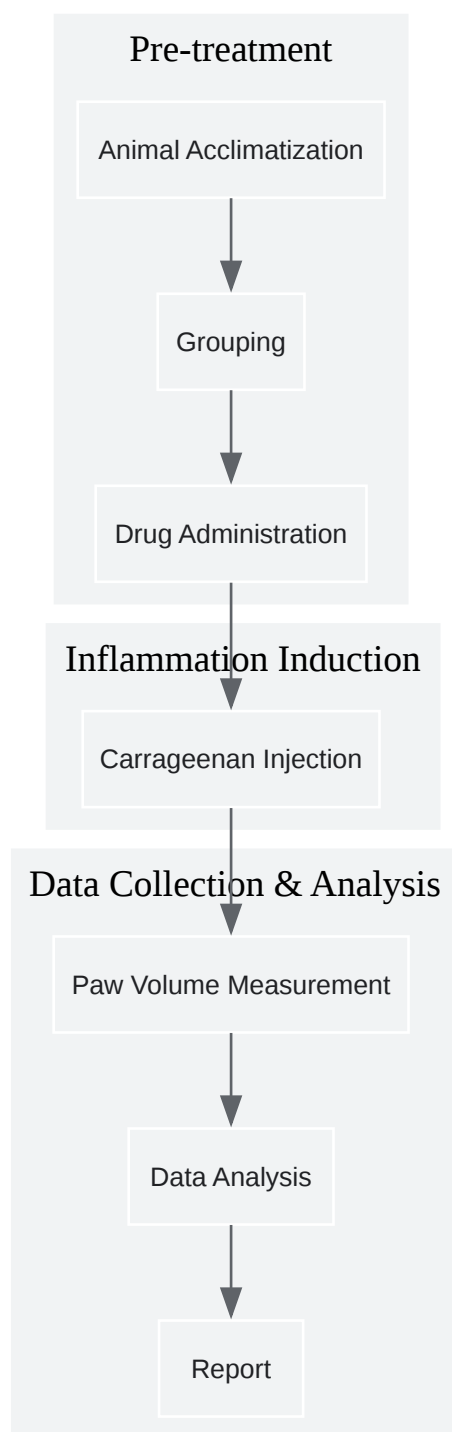 Pre-treatment
Animal Acclimatization
Grouping
Drug Administration
Inflammation Induction
Carrageenan Injection
Data Collection & Analysis
Paw Volume Measurement
Data Analysis
Report